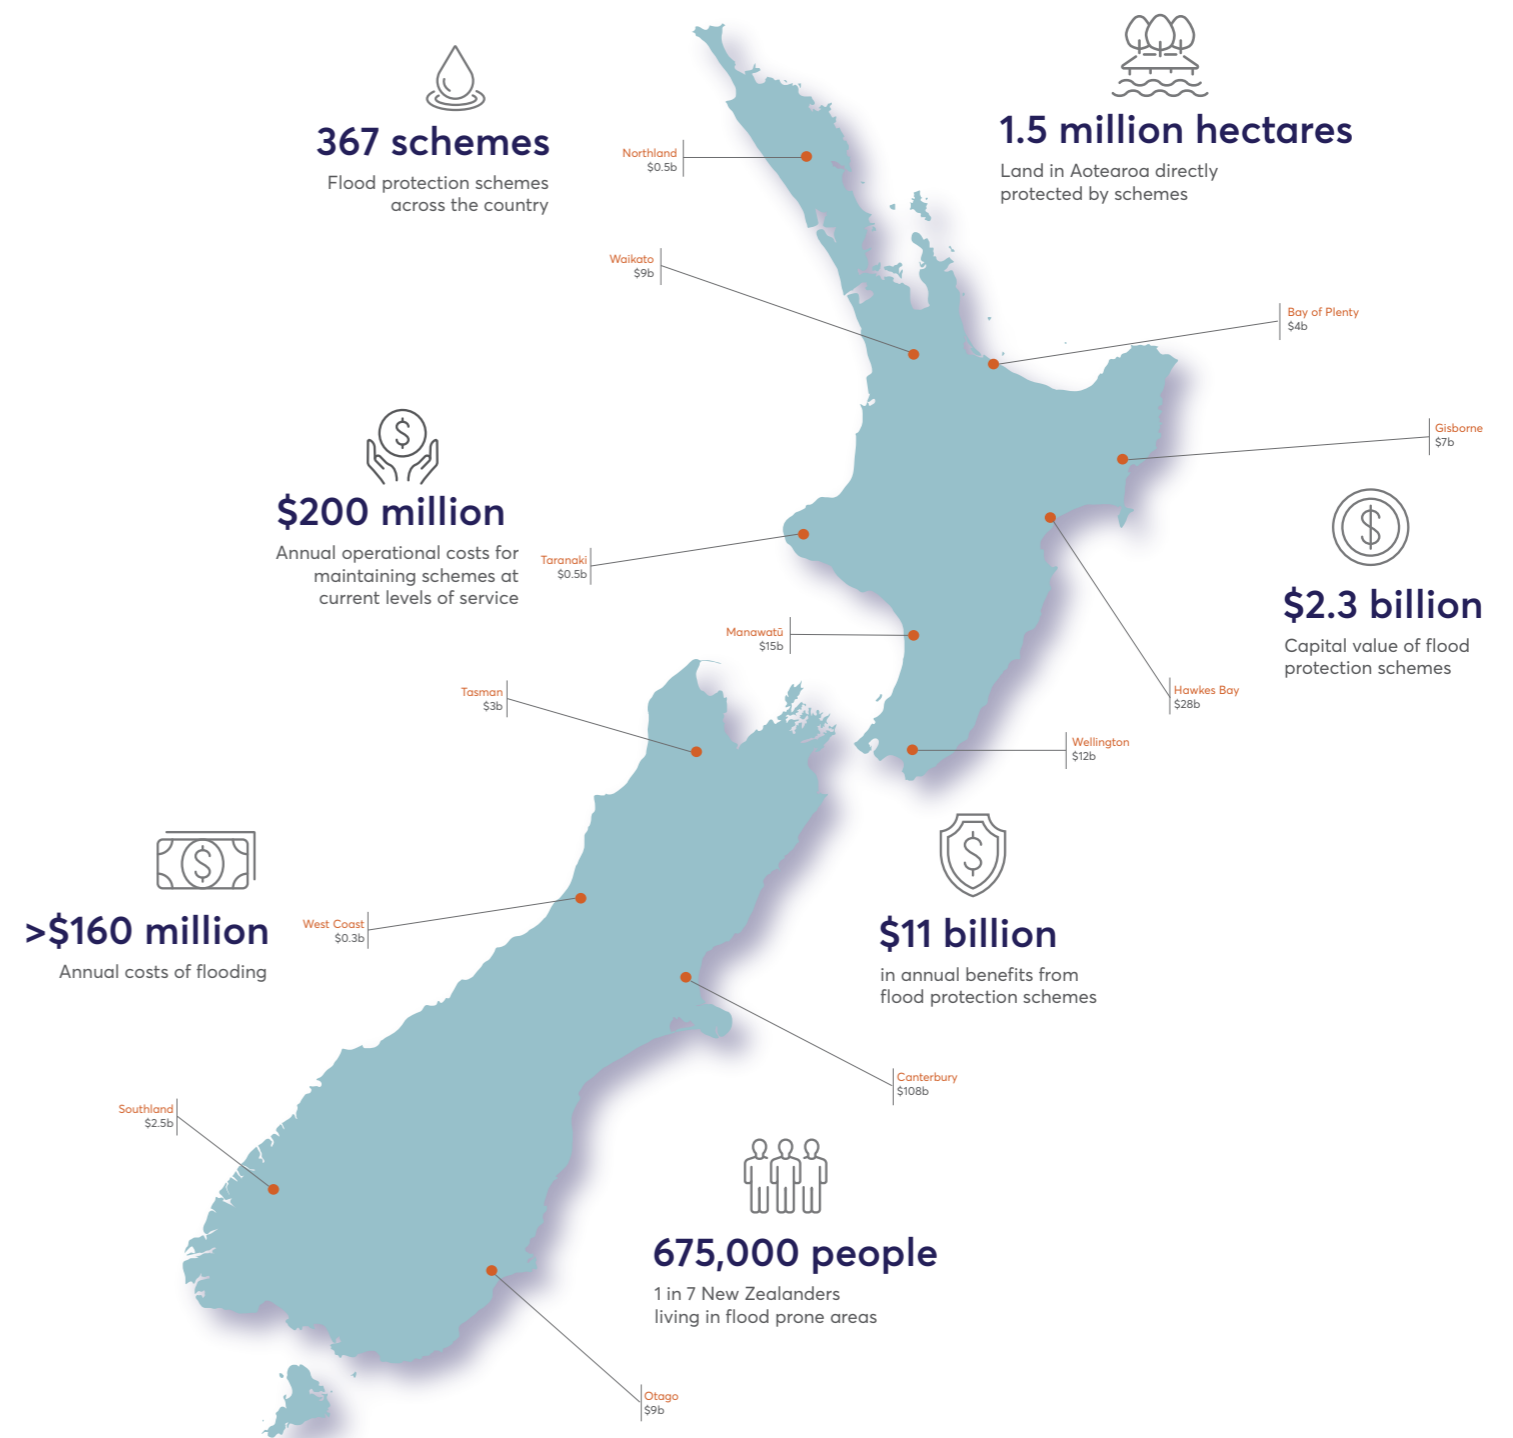 367 schemes
Flood protection schemes
across the country
1.5 million hectares
Land in Aotearoa directly
protected by schemes
Northland
$0.5b
Waikato
$9b
Bay of Plenty
$4b
Gisborne
$7b
$200 million
Annual operational costs for
maintaining schemes at
current levels of service
Taranaki
$0.5b
$2.3 billion
Capital value of flood
protection schemes
Manawatū
$15b
Tasman
$3b
Hawkes Bay
$28b
Wellington
$12b
>$160 million
Annual costs of flooding
West Coast
$0.3b
$11 billion
in annual benefits from
flood protection schemes
Canterbury
$108b
Southland
$2.5b
675,000 people
1 in 7 New Zealanders
living in flood prone areas
Otago
$9b